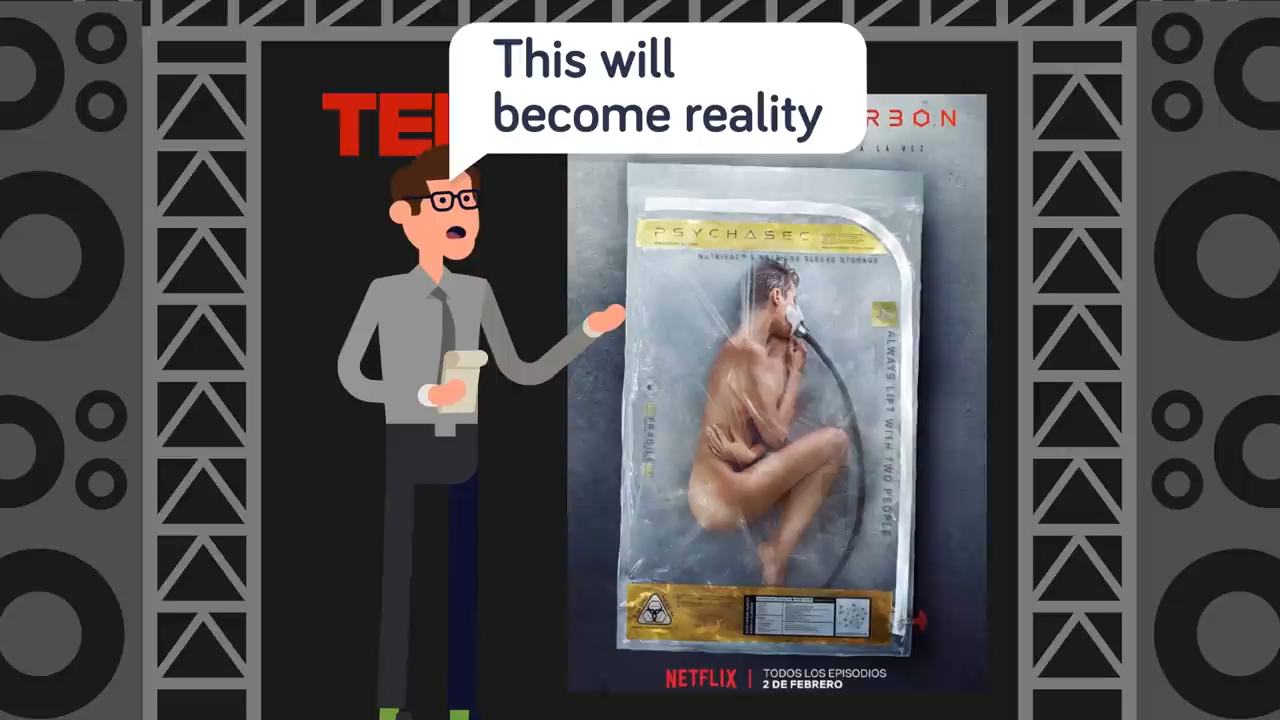 This will
become reality
TE
RBON
A LA VEZ
PSYCHASEC
ALWAYS LIFT WITH TWO PEOPLE
FRAGILE
NETFLIX
TODOS LOS EPISODIOS
2 DE FEBRERO